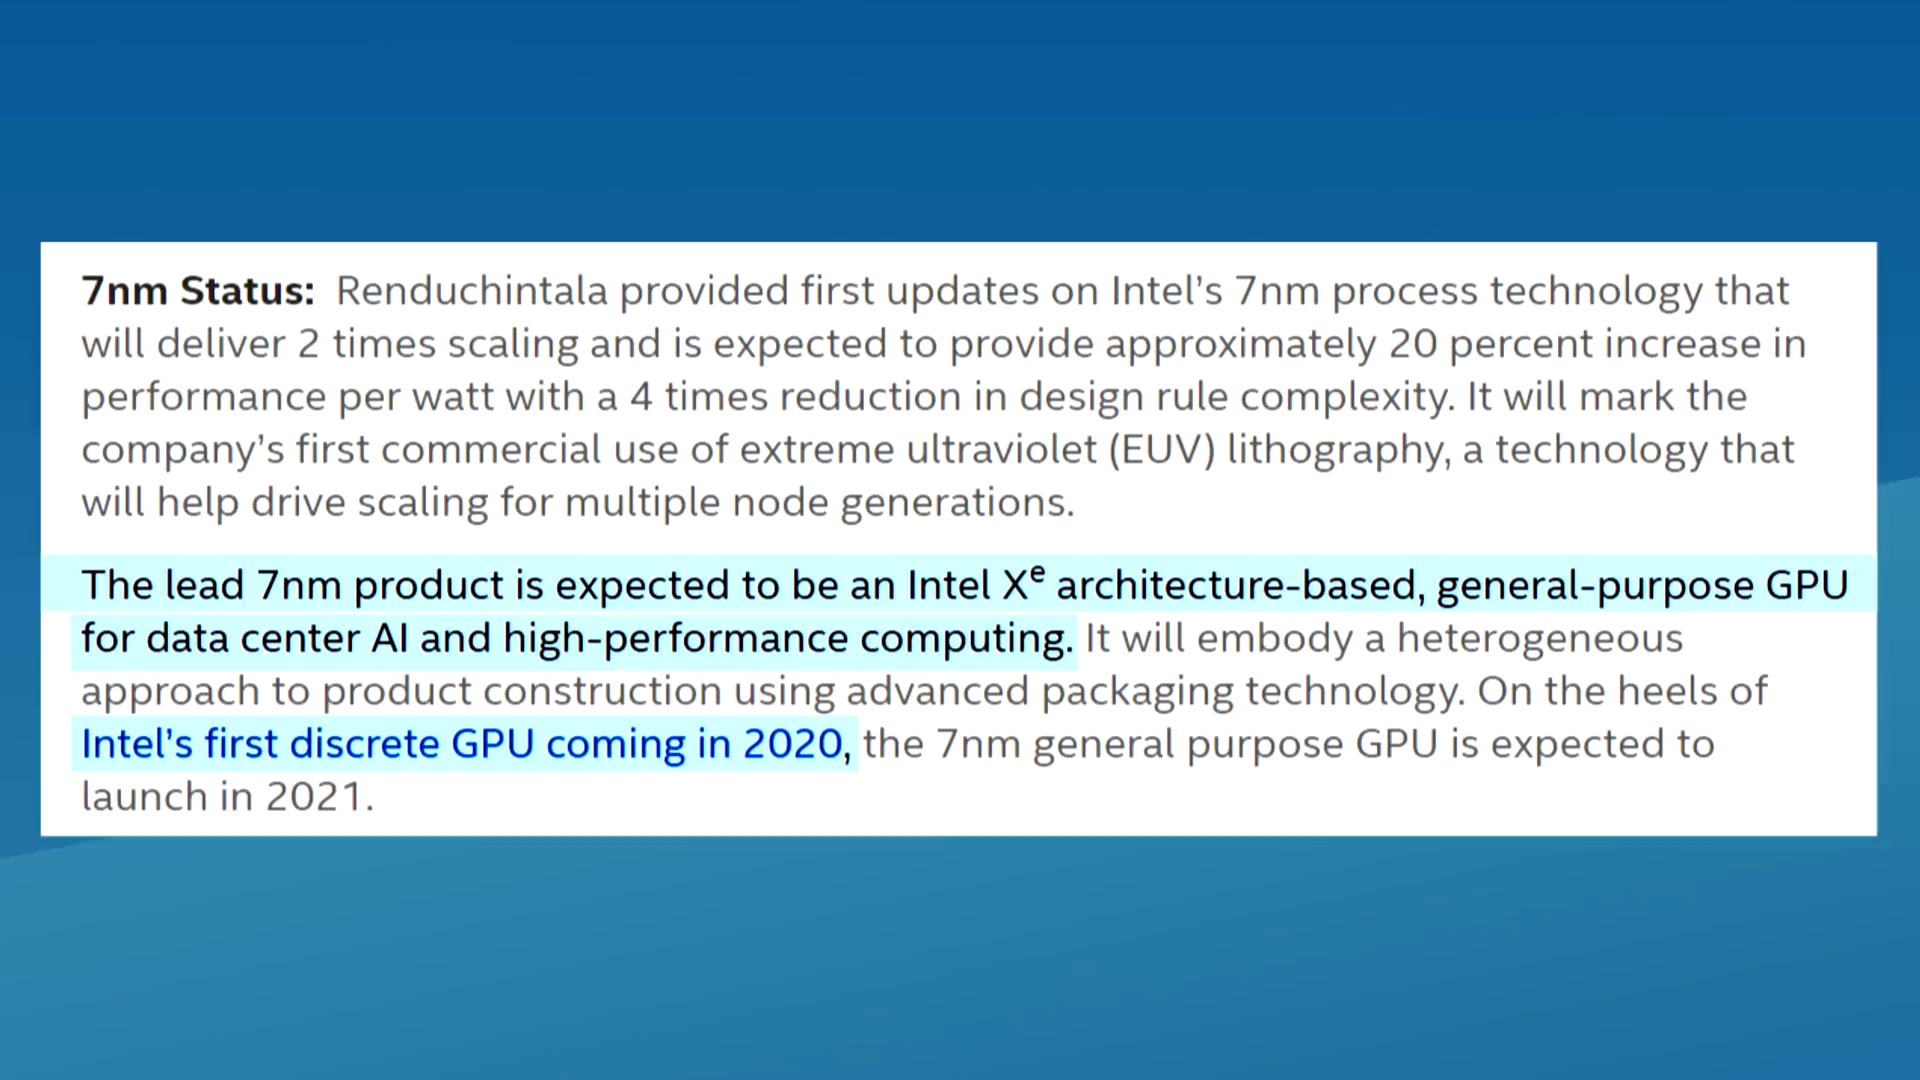 7nm Status: Renduchintala provided first updates on Intel’s 7nm process technology that
will deliver 2 times scaling and is expected to provide approximately 20 percent increase in
performance per watt with a 4 times reduction in design rule complexity. It will mark the
company’s first commercial use of extreme ultraviolet (EUV) lithography, a technology that
will help drive scaling for multiple node generations.
The lead 7nm product is expected to be an Intel Xᵉ architecture-based, general-purpose GPU
for data center AI and high-performance computing. It will embody a heterogeneous
approach to product construction using advanced packaging technology. On the heels of
Intel’s first discrete GPU coming in 2020, the 7nm general purpose GPU is expected to
launch in 2021.